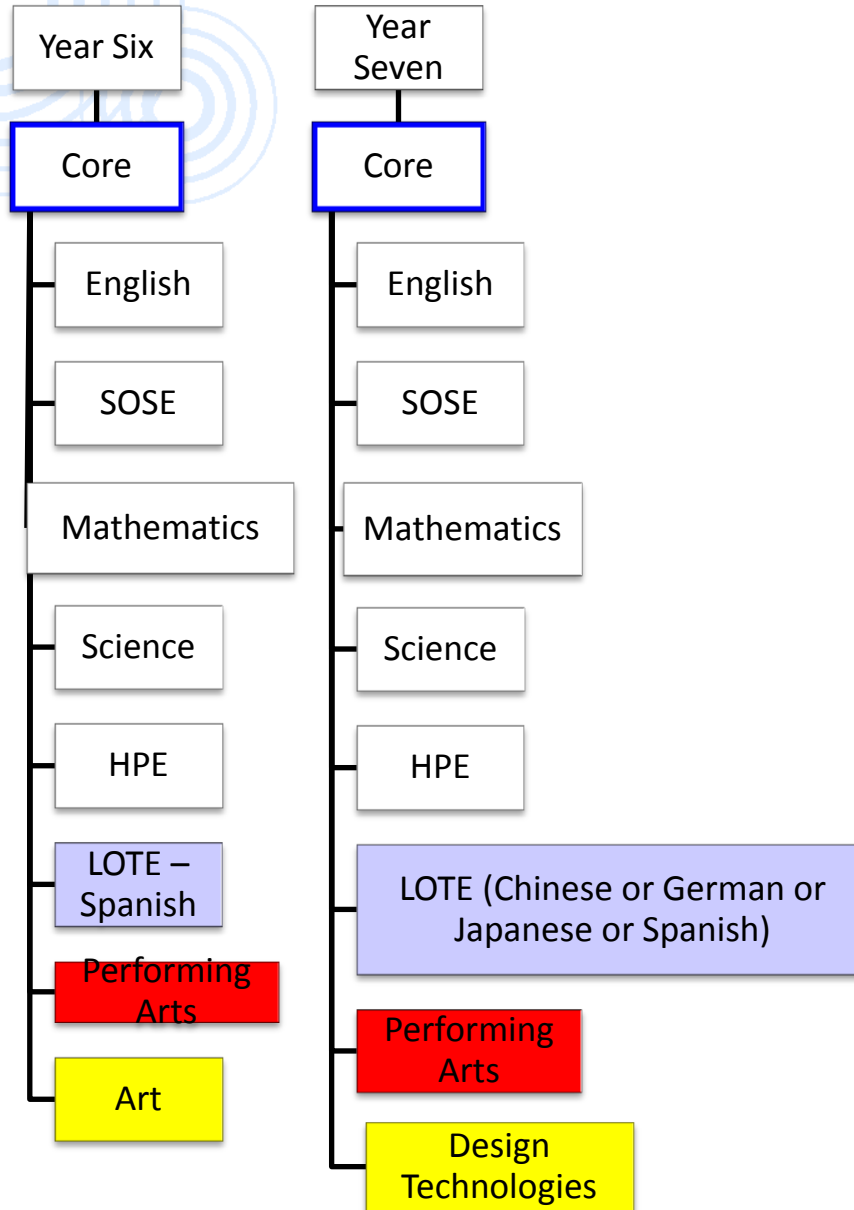 Year Six
Core
English
SOSE
Mathematics
Science
HPE
LOTE –
Spanish
Performing
Arts
Art
Year
Seven
Core
English
SOSE
Mathematics
Science
HPE
LOTE (Chinese or German or
Japanese or Spanish)
Performing
Arts
Design
Technologies